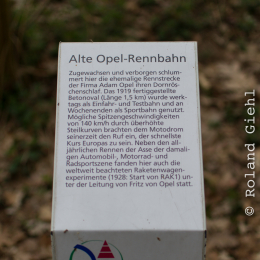 Alte Opel-Rennbahn
Zugewachsen und verborgen schlum-
mert hier die ehemalige Rennstrecke
der Firma Adam Opel ihren Dornrös-
chenschlaf. Das 1919 fertiggestellte
Betonoval (Länge 1,5 km) wurde werk-
tags als Einfahr- und Testbahn und an
Wochenenden als Sportbahn genutzt.
Mögliche Spitzengeschwindigkeiten
von 140 km/h durch überhöhte
Steilkurven brachten dem Motodrom
seinerzeit den Ruf ein, der schnellste
Kurs Europas zu sein. Neben den all-
jährlichen Rennen der Asse der damali-
gen Automobil-, Motorrad- und
Radsportszene fanden hier auch die
weltweit beachteten Raketenwagen-
experimente (1928: Start von RAK1) un-
ter der Leitung von Fritz von Opel statt.
© Roland Giehl